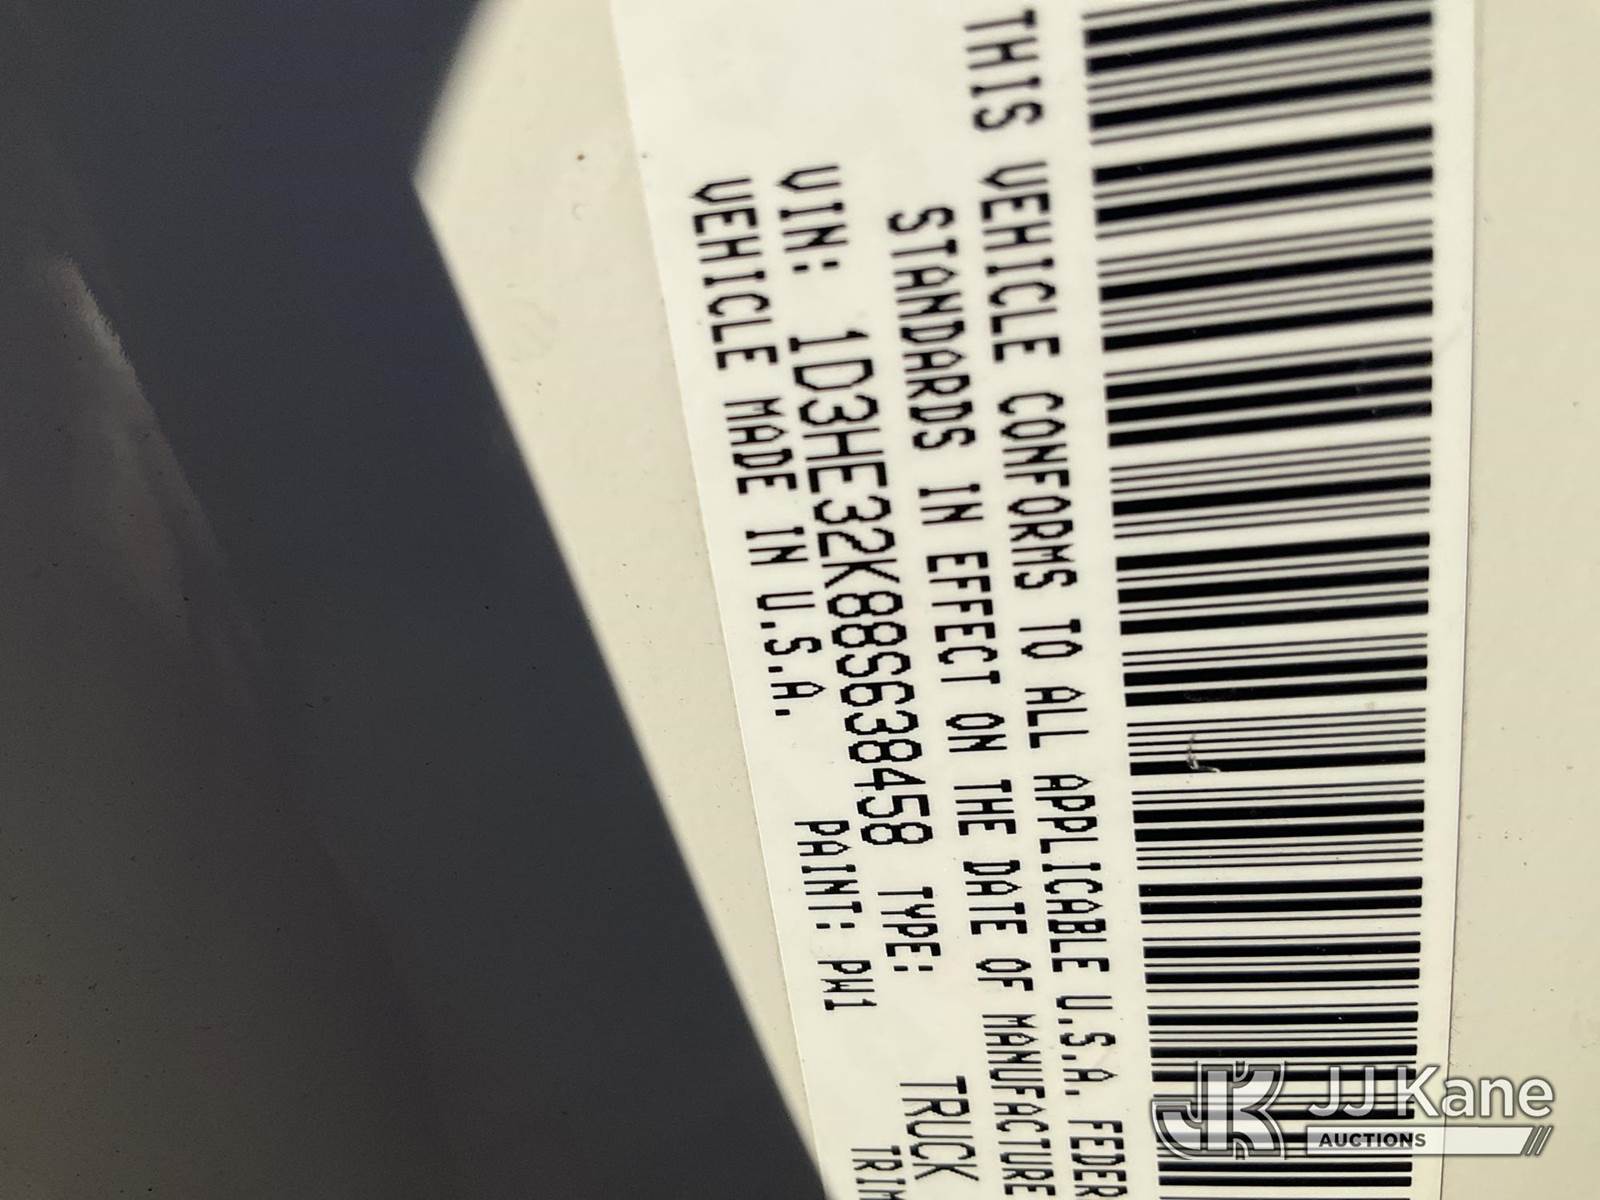 THIS VEHICLE CONFORMS TO ALL APPLICABLE U.S.A. FEDER
STANDARDS IN EFFECT ON THE DATE OF MANUFACTURE
VIN: 1D3HE32K88S638458 TYPE: TRUCK
VEHICLE MADE IN U.S.A. PAINT: PW1 TRIM
JJ Kane
AUCTIONS